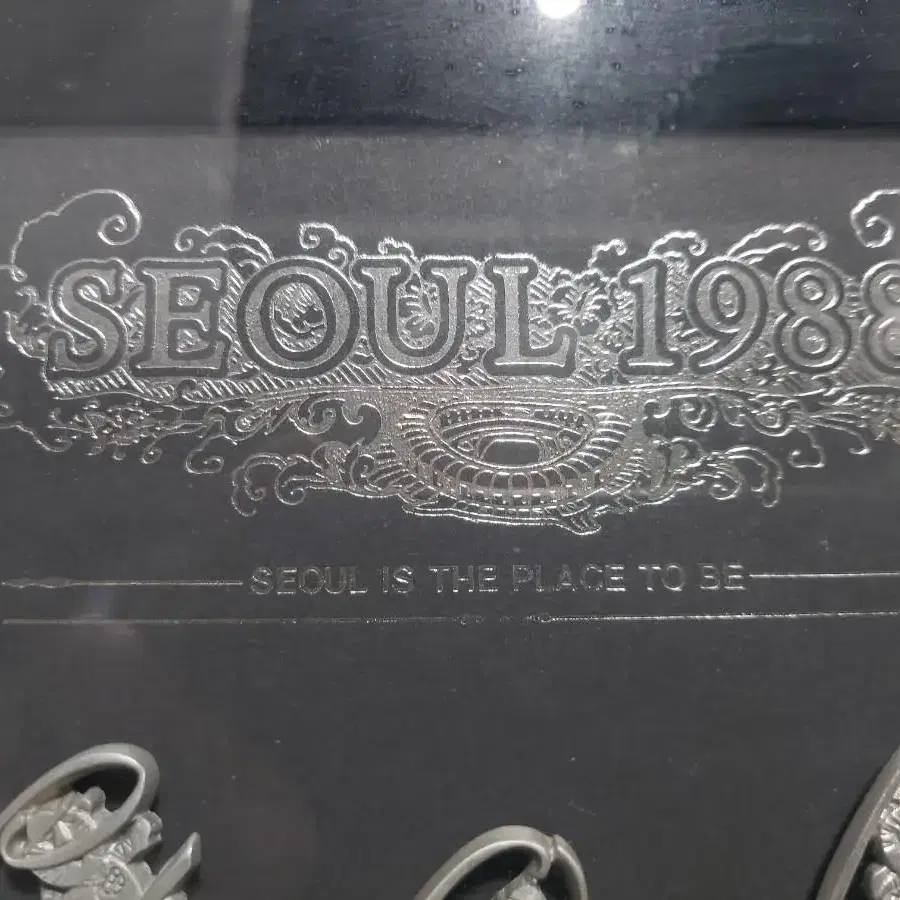 SEOUL 1988
SEOUL IS THE PLACE TO BE